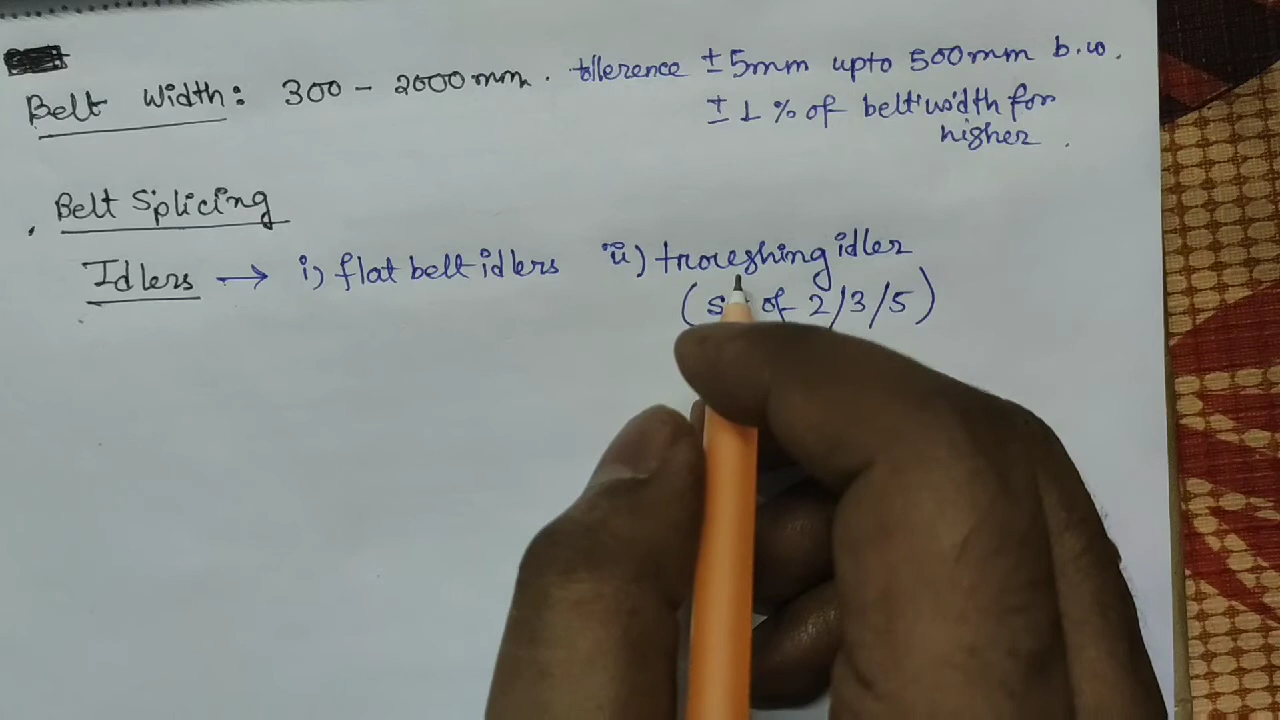 Belt Width: 300 - 2000 mm. tollerence ±5mm upto 500mm b.w.
±1 % of belt width for
higher.
Belt Splicing
Idlers → i) flat belt idlers ii) troughing idler
(      of 2/3/5)